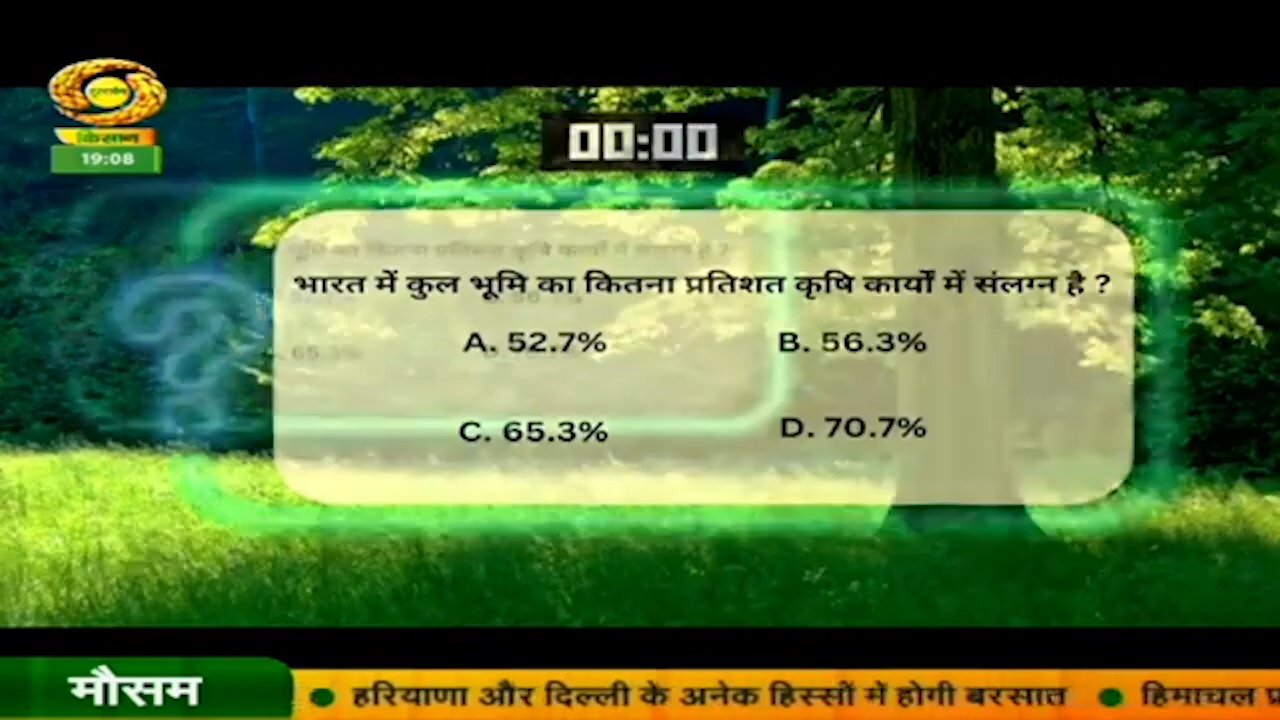 किसान
19:08
00:00
भारत में कुल भूमि का कितना प्रतिशत कृषि कार्यों में संलग्न है ?
A. 52.7% B. 56.3%
C. 65.3% D. 70.7%
मौसम
हरियाणा और दिल्ली के अनेक हिस्सों में होगी बरसात
हिमाचल